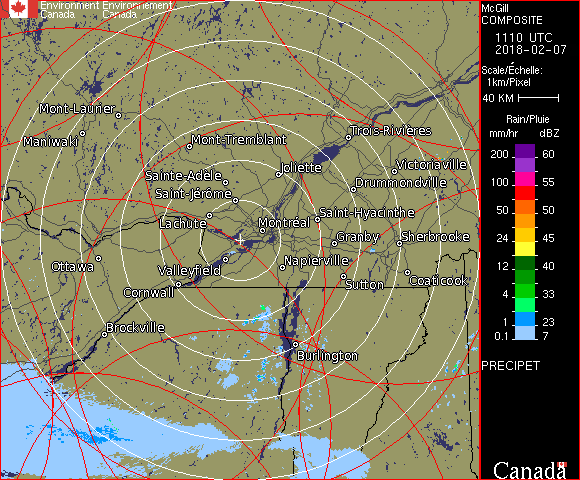 Environment Environnement
Canada Canada
McGill
COMPOSITE
1110 UTC
2018-02-07
Scale/Échelle:
1km/Pixel
40 KM
Rain/Pluie
mm/hr dBZ
200 60
100 55
50 50
24 45
12 40
4 33
1 23
0.1 7
PRECIPET
Mont-Laurier
Maniwaki
Mont-Tremblant
Trois-Rivières
Sainte-Adèle
Joliette
Victoriaville
Saint-Jérôme
Drummondville
Lachute
Montréal
Saint-Hyacinthe
Granby
Sherbrooke
Ottawa
Valleyfield
Napierville
Cornwall
Sutton
Coaticook
Brockville
Burlington
Canada